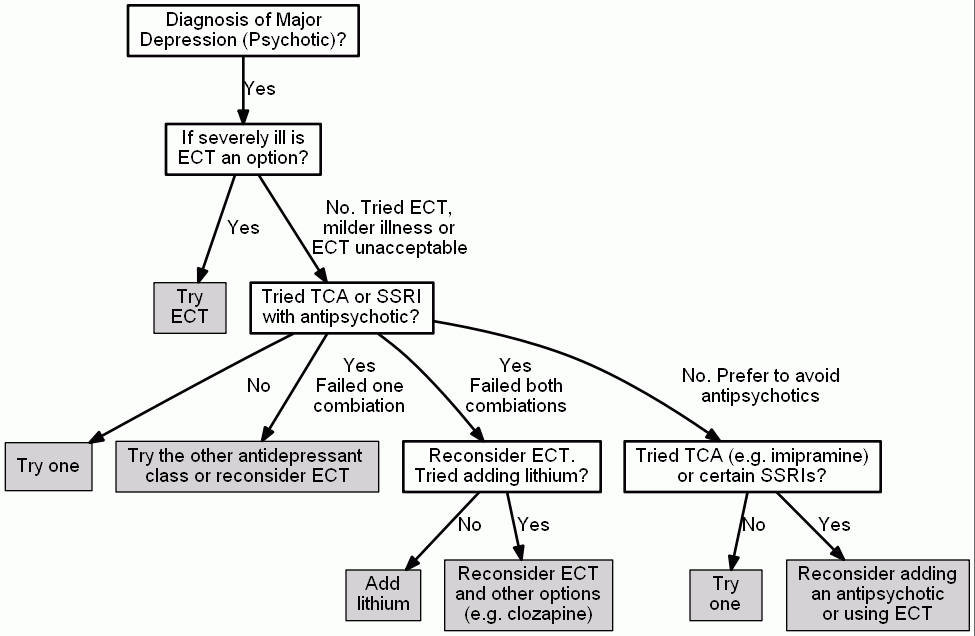 Diagnosis of Major
Depression (Psychotic)?
Yes
If severely ill is
ECT an option?
Yes
No. Tried ECT,
milder illness or
ECT unacceptable
Try
ECT
Tried TCA or SSRI
with antipsychotic?
No
Yes
Failed one
combiation
Yes
Failed both
combiations
No. Prefer to avoid
antipsychotics
Try one
Try the other antidepressant
class or reconsider ECT
Reconsider ECT.
Tried adding lithium?
Tried TCA (e.g. imipramine)
or certain SSRIs?
No
Yes
No
Yes
Add
lithium
Reconsider ECT
and other options
(e.g. clozapine)
Try
one
Reconsider adding
an antipsychotic
or using ECT